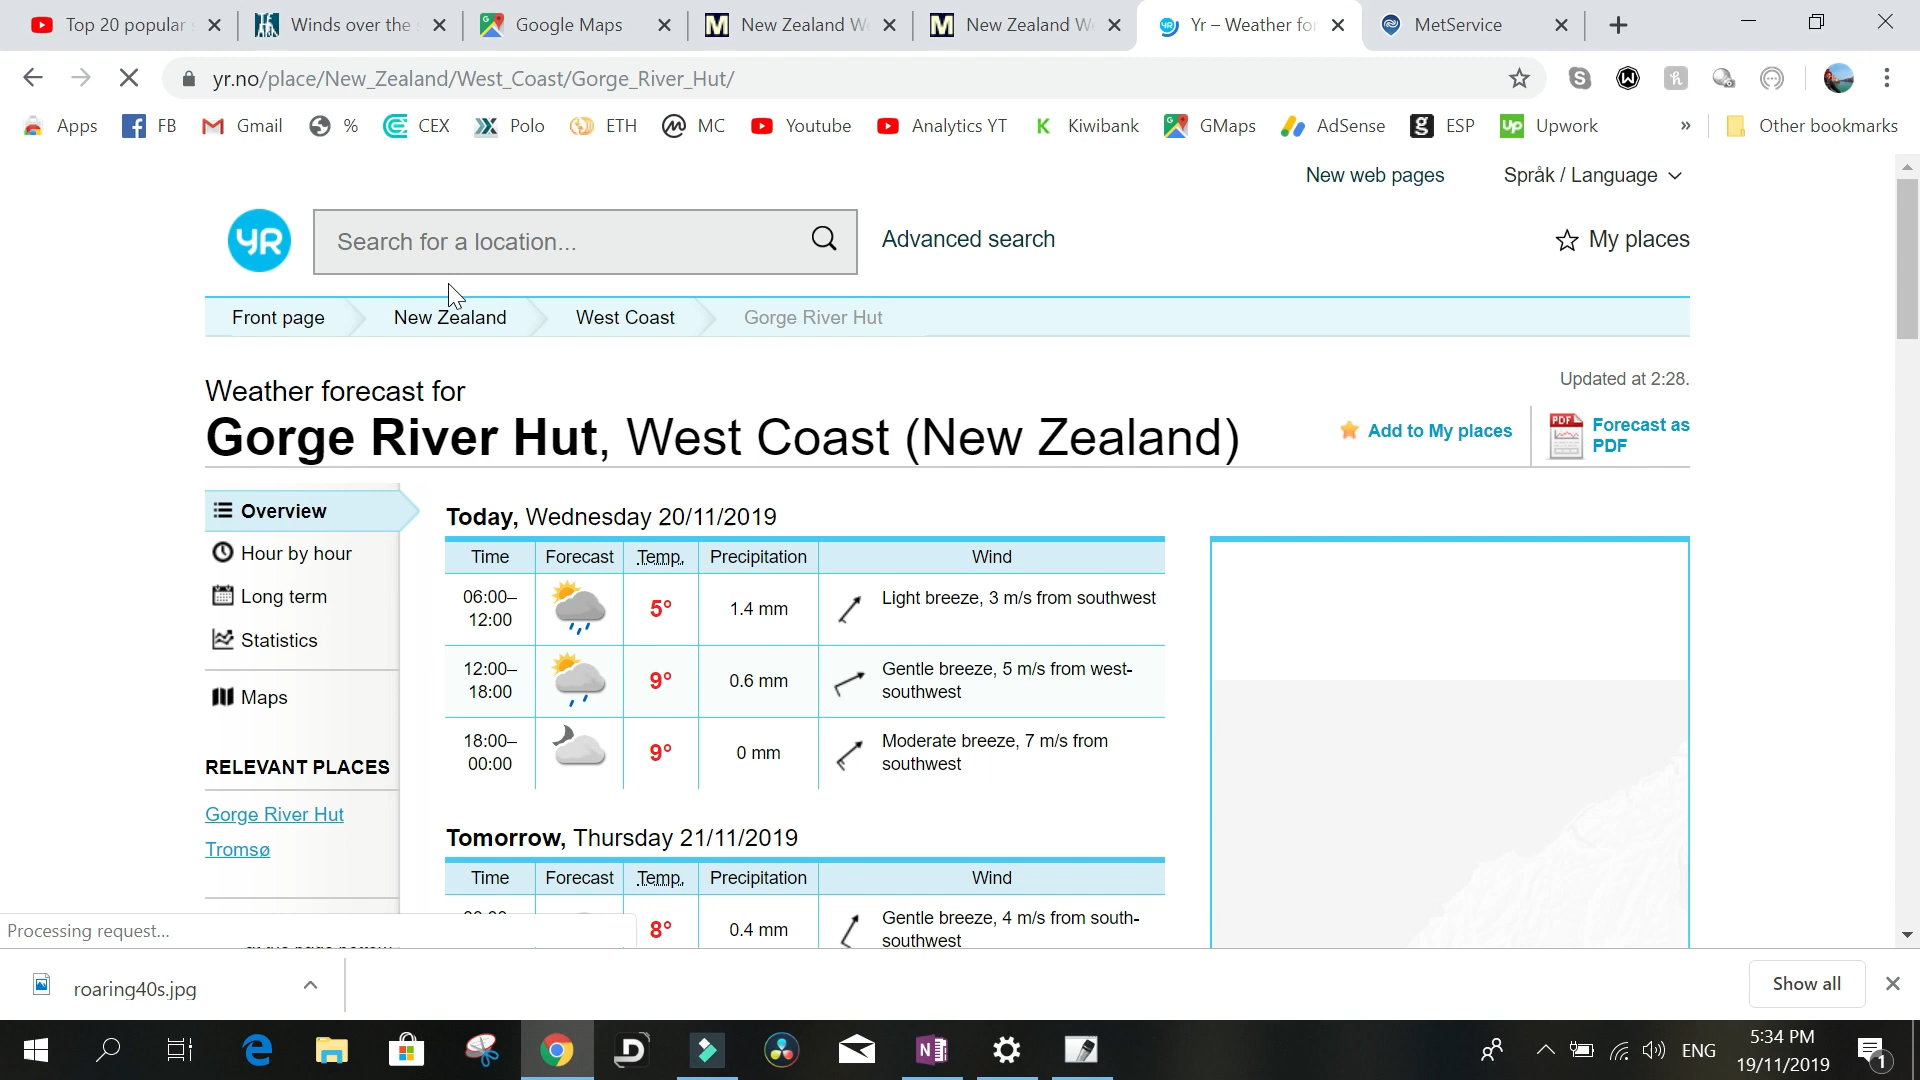 Top 20 popular
Winds over the
Google Maps
New Zealand W
New Zealand W
Yr – Weather for
MetService
yr.no/place/New_Zealand/West_Coast/Gorge_River_Hut/
Apps FB Gmail % CEX Polo ETH MC Youtube Analytics YT Kiwibank GMaps AdSense ESP Upwork » Other bookmarks
New web pages Språk / Language
YR Search for a location... Advanced search My places
Front page New Zealand West Coast Gorge River Hut
Updated at 2:28.
Weather forecast for
Gorge River Hut, West Coast (New Zealand)
Add to My places
Forecast as
PDF
Overview
Hour by hour
Long term
Statistics
Maps
RELEVANT PLACES
Gorge River Hut
Tromsø
Today, Wednesday 20/11/2019
Time Forecast Temp. Precipitation Wind
06:00–
12:00 5° 1.4 mm Light breeze, 3 m/s from southwest
12:00–
18:00 9° 0.6 mm Gentle breeze, 5 m/s from west-
southwest
18:00–
00:00 9° 0 mm Moderate breeze, 7 m/s from
southwest
Tomorrow, Thursday 21/11/2019
Time Forecast Temp. Precipitation Wind
8° 0.4 mm Gentle breeze, 4 m/s from south-
southwest
Processing request...
roaring40s.jpg
Show all
ENG
5:34 PM
19/11/2019
1